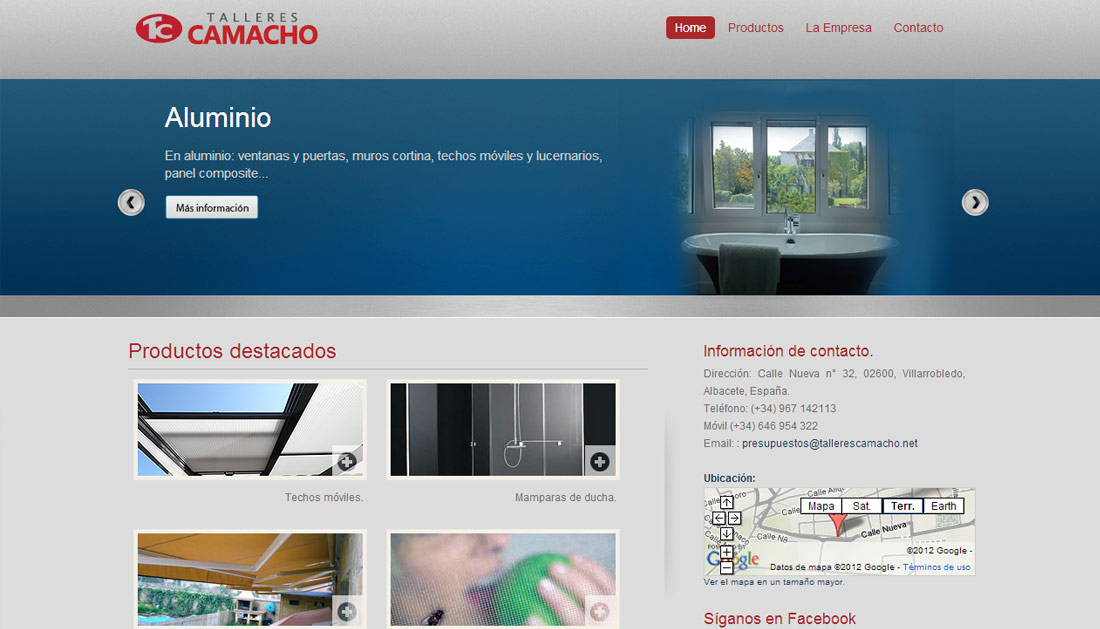 TC
TALLERES
CAMACHO
Home Productos La Empresa Contacto
Aluminio
En aluminio: ventanas y puertas, muros cortina, techos móviles y lucernarios,
panel composite...
Más información
Productos destacados
Techos móviles.
Mamparas de ducha.
Información de contacto.
Dirección: Calle Nueva n° 32, 02600, Villarrobledo,
Albacete, España.
Teléfono: (+34) 967 142113
Móvil (+34) 646 954 322
Email: : presupuestos@tallerescamacho.net
Ubicación:
Mapa Sat. Terr. Earth
Calle Nueva
©2012 Google -
Google
Datos de mapa ©2012 Google - Términos de uso
Ver el mapa en un tamaño mayor.
Síganos en Facebook